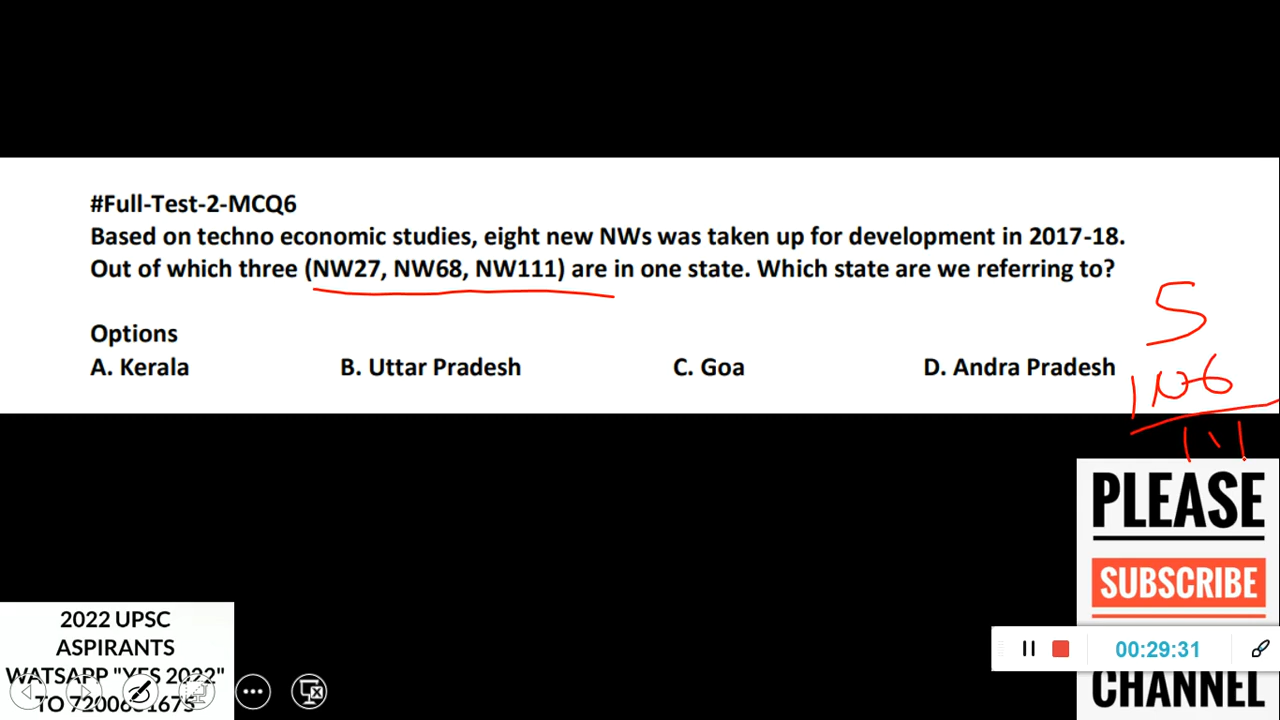 #Full-Test-2-MCQ6
Based on techno economic studies, eight new NWs was taken up for development in 2017-18.
Out of which three (NW27, NW68, NW111) are in one state. Which state are we referring to?
Options
A. Kerala B. Uttar Pradesh C. Goa D. Andra Pradesh
5
106
111
PLEASE
SUBSCRIBE
00:29:31
CHANNEL
2022 UPSC
ASPIRANTS
WATSAPP "YES 2022"